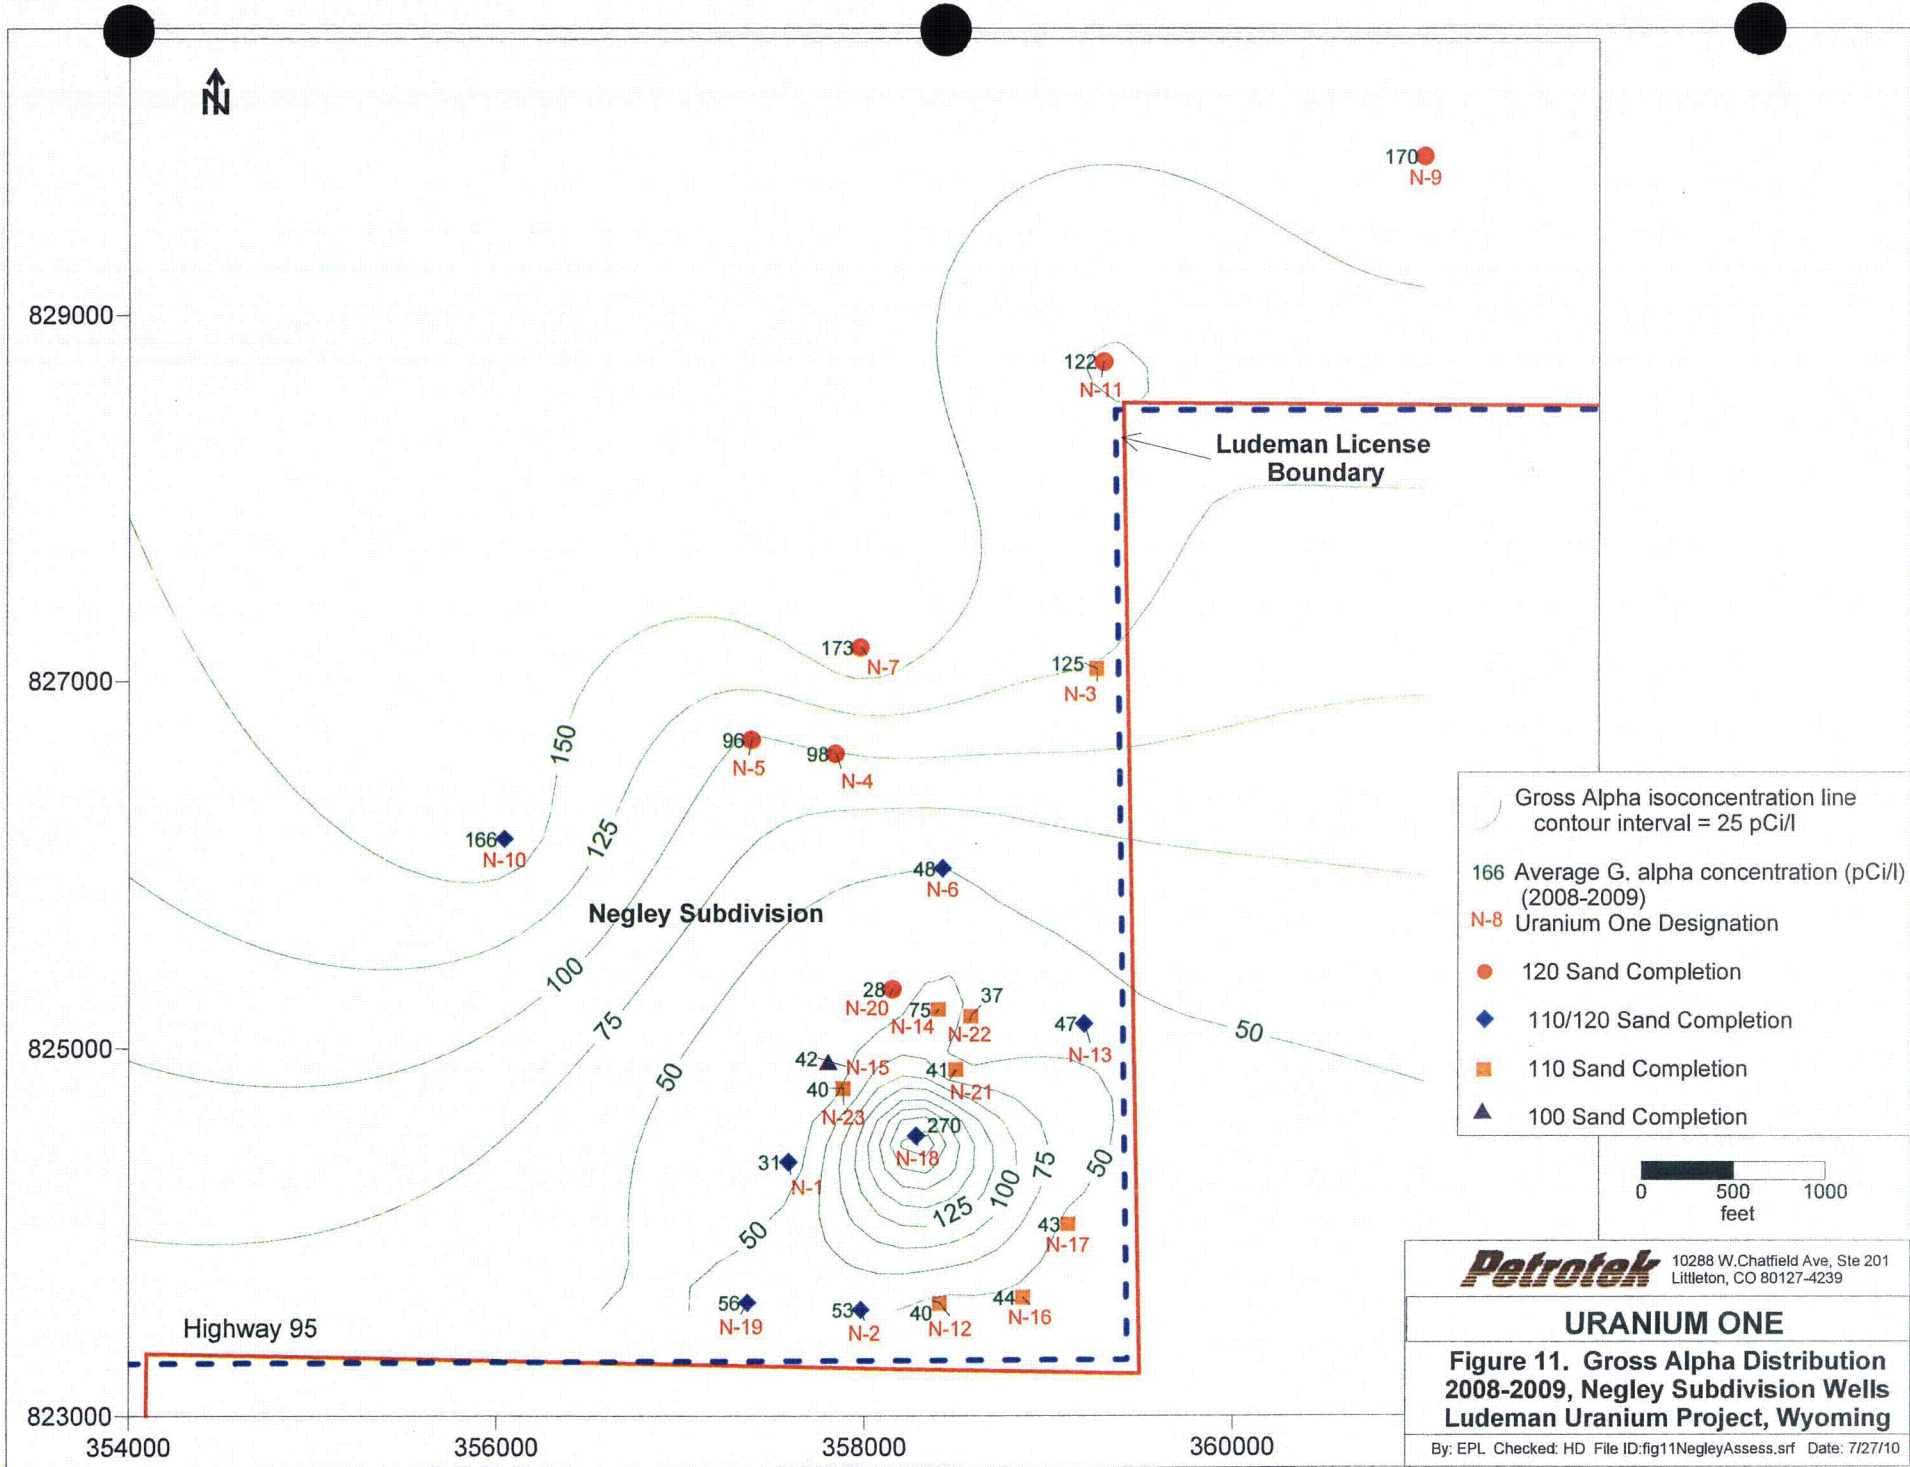 N
170
N-9
829000
122
N-11
Ludeman License
Boundary
173
N-7
125
N-3
827000
96
N-5
98
N-4
150
125
166
N-10
48
N-6
Negley Subdivision
100
75
50
28
N-20
75
N-14
37
N-22
47
N-13
50
825000
42
N-15
40
N-23
41
N-21
270
N-18
31
N-1
75
50
100
125
50
43
N-17
56
N-19
53
N-2
40
N-12
44
N-16
Highway 95
823000
354000
356000
358000
360000
Gross Alpha isoconcentration line
contour interval = 25 pCi/l
166 Average G. alpha concentration (pCi/l)
(2008-2009)
N-8 Uranium One Designation
120 Sand Completion
110/120 Sand Completion
110 Sand Completion
100 Sand Completion
0 500 1000
feet
Petrotek
10288 W.Chatfield Ave, Ste 201
Littleton, CO 80127-4239
URANIUM ONE
Figure 11. Gross Alpha Distribution
2008-2009, Negley Subdivision Wells
Ludeman Uranium Project, Wyoming
By: EPL Checked: HD File ID:fig11NegleyAssess.srf Date: 7/27/10